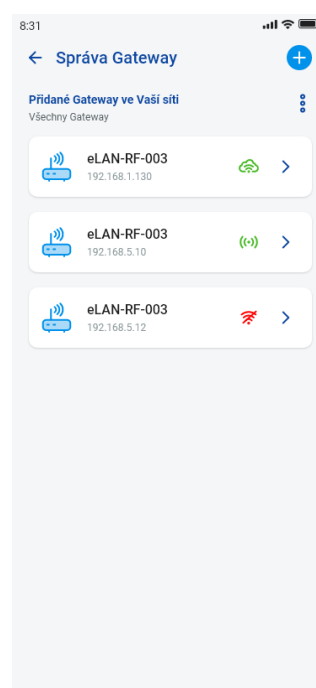 8:31
Správa Gateway
Přidané Gateway ve Vaší síti
Všechny Gateway
eLAN-RF-003
192.168.1.130
eLAN-RF-003
192.168.5.10
eLAN-RF-003
192.168.5.12